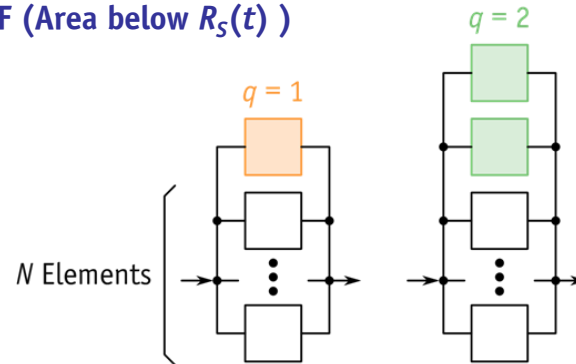 F (Area below R_S(t) )
q = 2
q = 1
N Elements